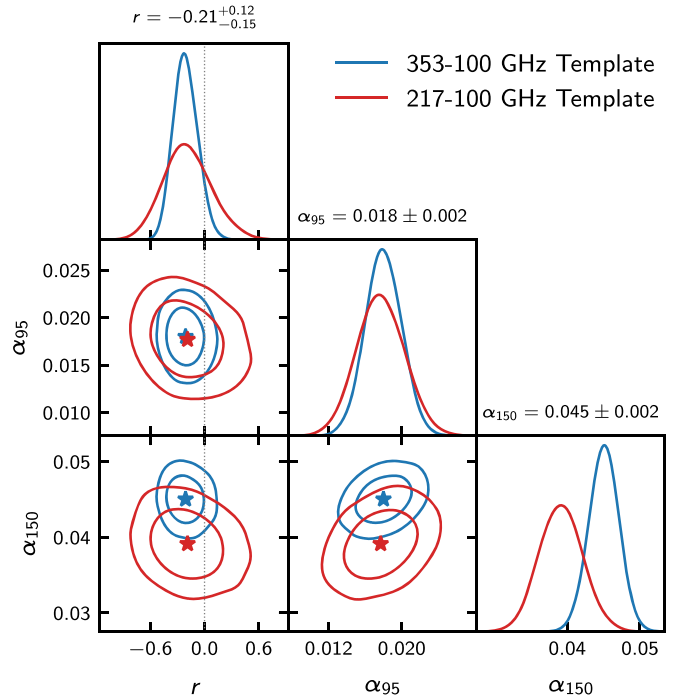 r = −0.21^{+0.12}_{−0.15}
353-100 GHz Template
217-100 GHz Template
α₉₅ = 0.018 ± 0.002
0.025
0.020
0.015
0.010
α₉₅
α₁₅₀ = 0.045 ± 0.002
0.05
0.04
0.03
α₁₅₀
−0.6 0.0 0.6 0.012 0.020 0.04 0.05
r α₉₅ α₁₅₀